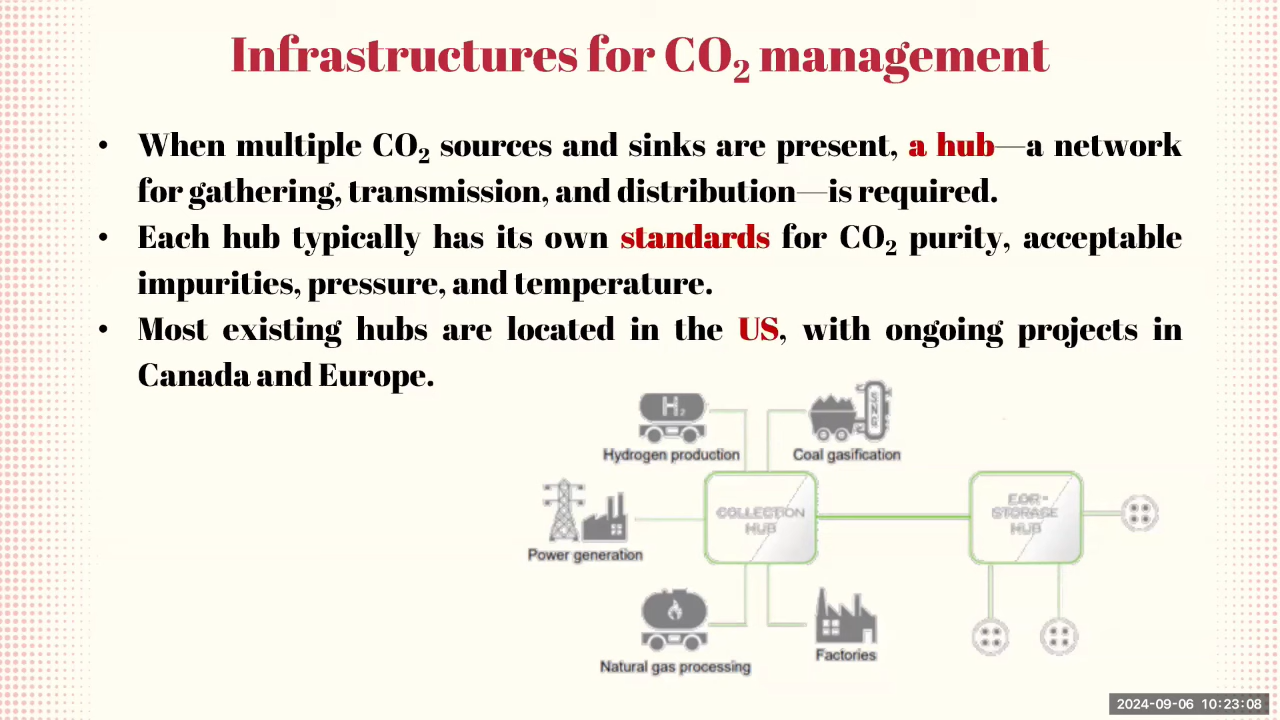 Infrastructures for CO₂ management
• When multiple CO₂ sources and sinks are present, a hub—a network
for gathering, transmission, and distribution—is required.
• Each hub typically has its own standards for CO₂ purity, acceptable
impurities, pressure, and temperature.
• Most existing hubs are located in the US, with ongoing projects in
Canada and Europe.
H₂
Hydrogen production
Coal gasification
COLLECTION
HUB
STORAGE
HUB
Power generation
Natural gas processing
Factories
2024-09-06 10:23:08